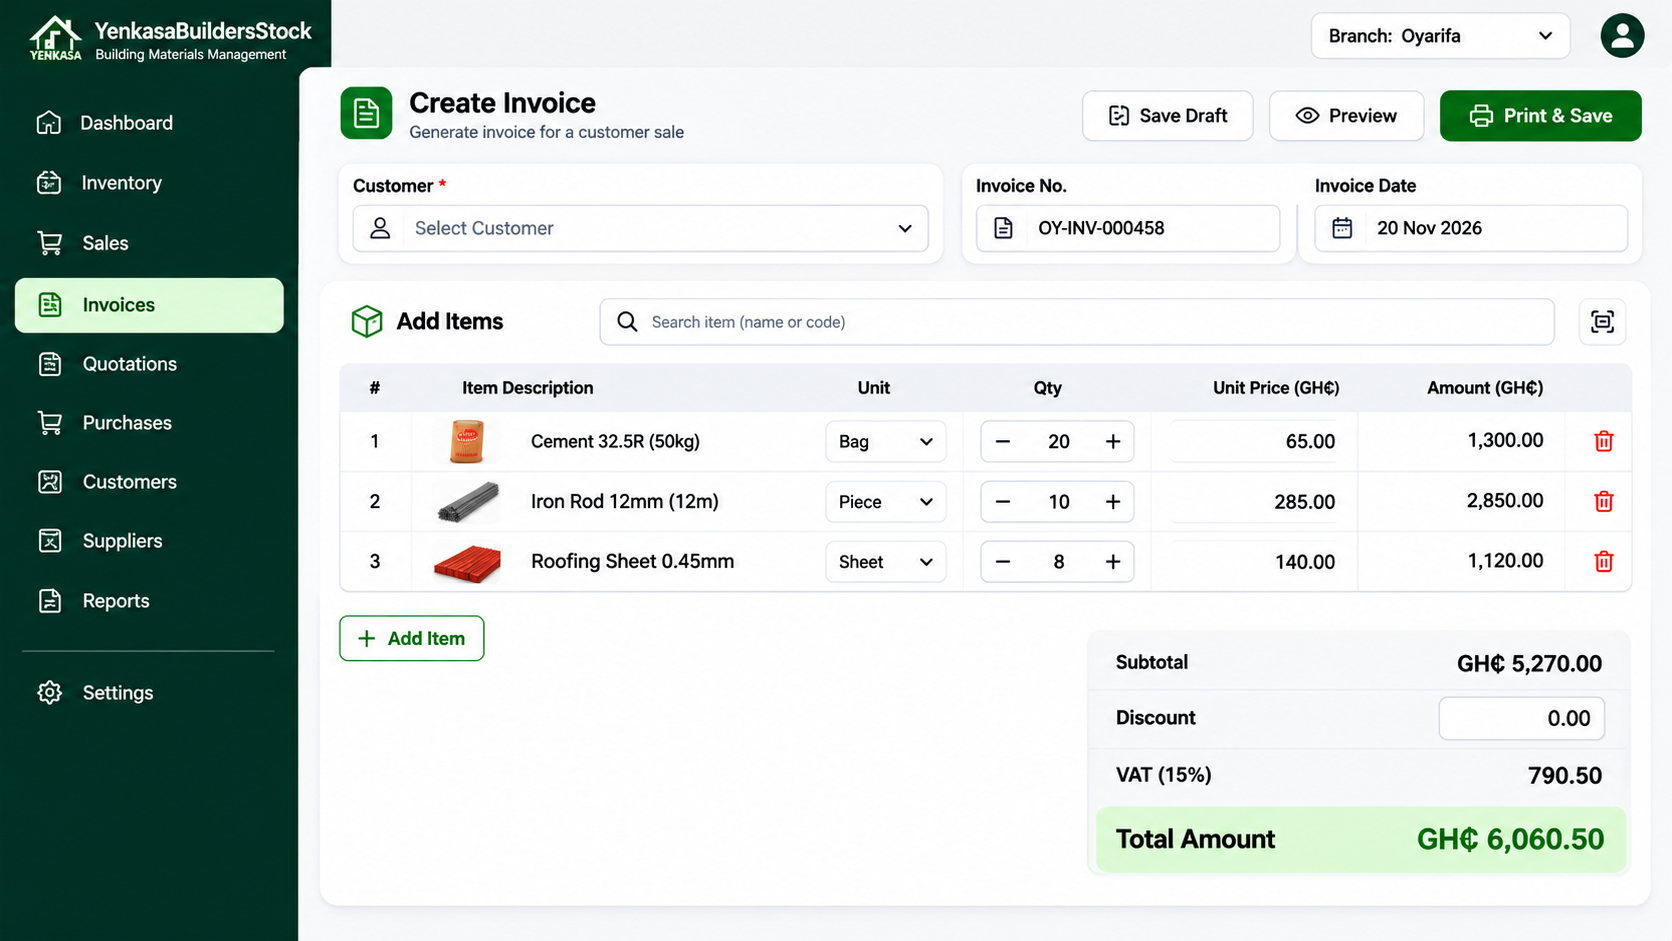 YenkasaBuildersStock
YENKASA
Building Materials Management
Branch: Oyarifa
Dashboard
Inventory
Sales
Invoices
Quotations
Purchases
Customers
Suppliers
Reports
Settings
Create Invoice
Generate invoice for a customer sale
Save Draft
Preview
Print & Save
Customer *
Select Customer
Invoice No.
OY-INV-000458
Invoice Date
20 Nov 2026
Add Items
Search item (name or code)
# Item Description Unit Qty Unit Price (GH₵) Amount (GH₵)
1 Cement 32.5R (50kg) Bag − 20 + 65.00 1,300.00
2 Iron Rod 12mm (12m) Piece − 10 + 285.00 2,850.00
3 Roofing Sheet 0.45mm Sheet − 8 + 140.00 1,120.00
+ Add Item
Subtotal GH₵ 5,270.00
Discount 0.00
VAT (15%) 790.50
Total Amount GH₵ 6,060.50